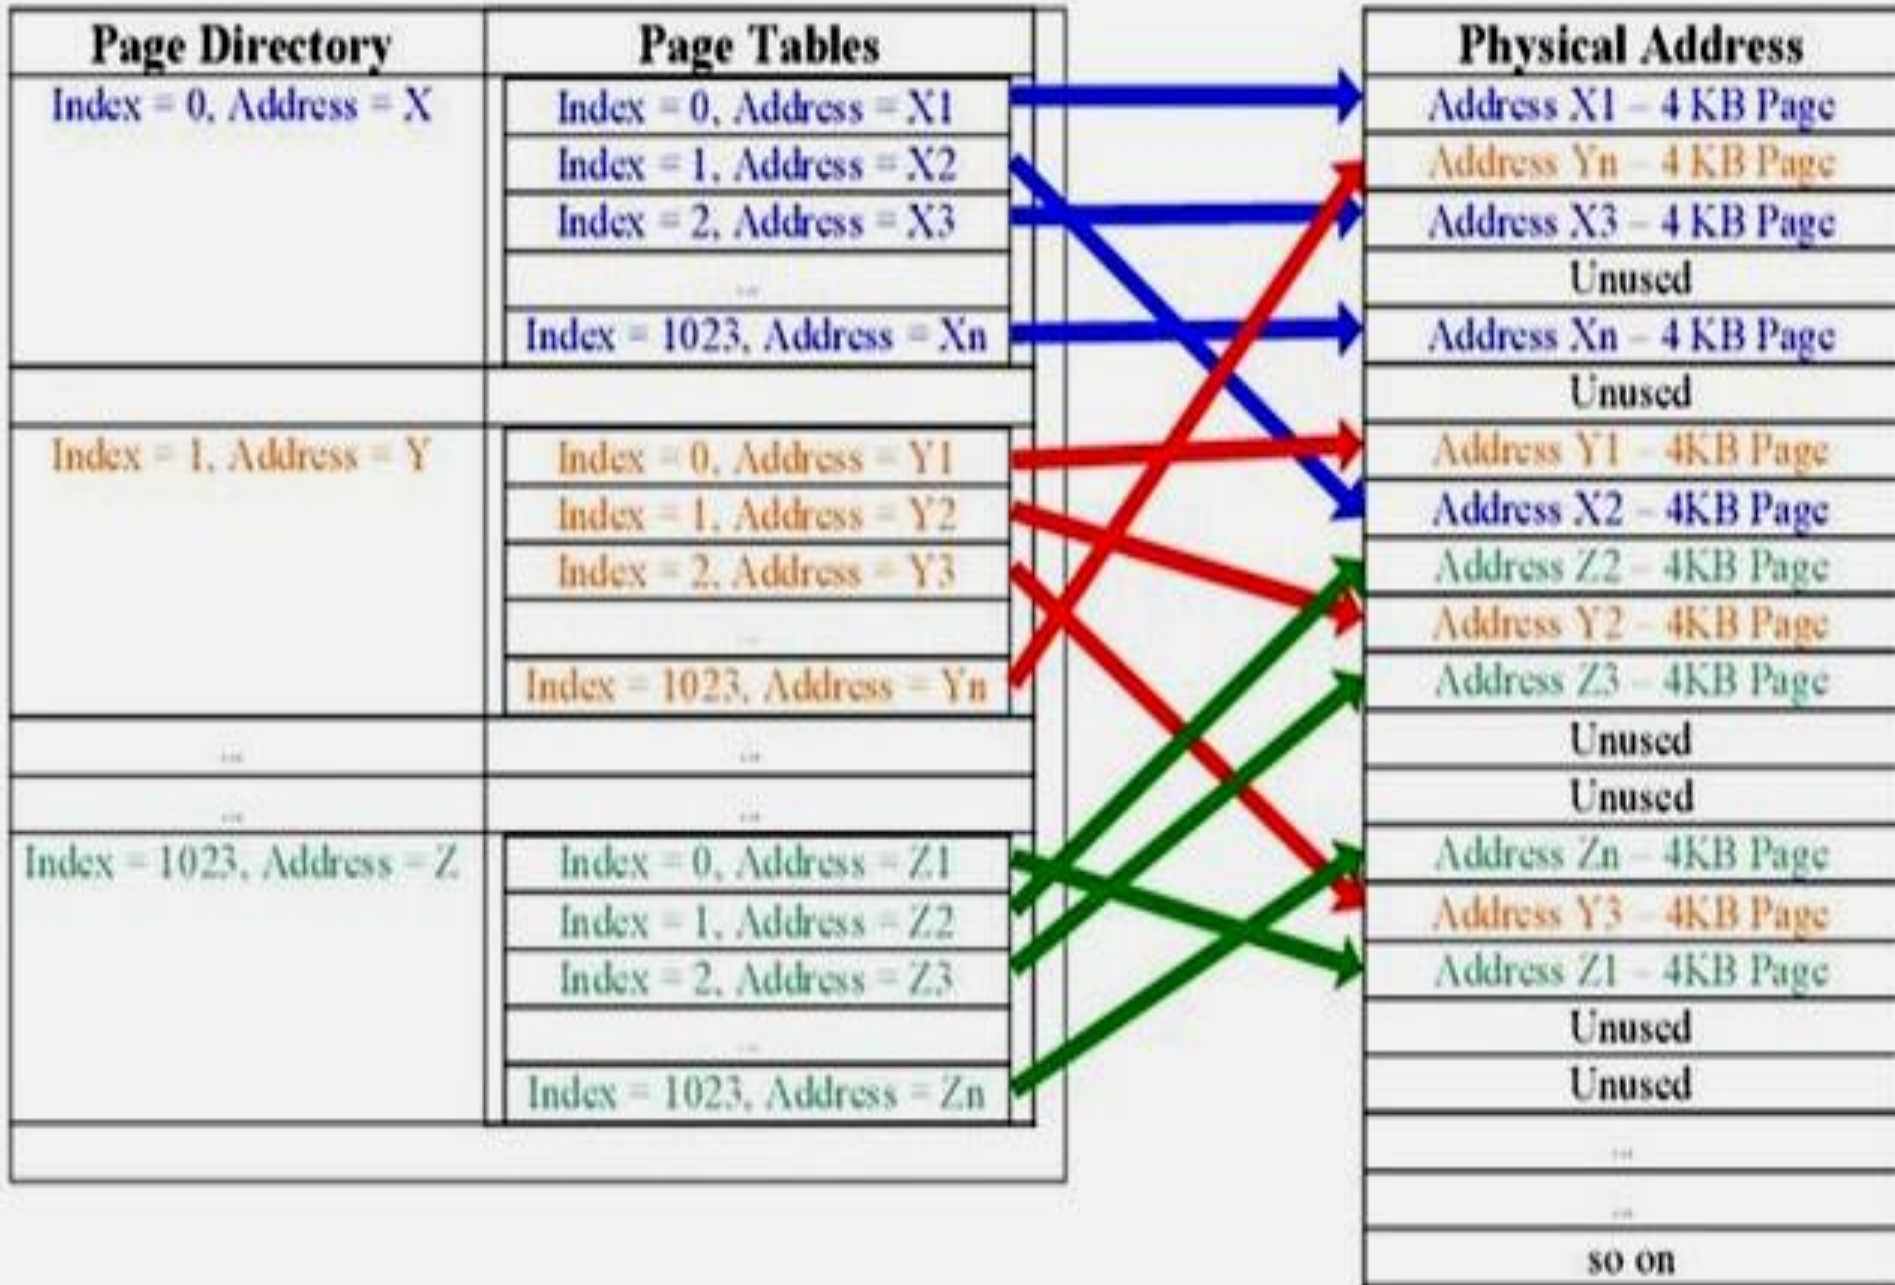 Page Directory
Page Tables
Index = 0, Address = X
Index = 0, Address = X1
Index = 1, Address = X2
Index = 2, Address = X3
...
Index = 1023, Address = Xn
Index = 1, Address = Y
Index = 0, Address = Y1
Index = 1, Address = Y2
Index = 2, Address = Y3
...
Index = 1023, Address = Yn
...
...
...
...
Index = 1023, Address = Z
Index = 0, Address = Z1
Index = 1, Address = Z2
Index = 2, Address = Z3
...
Index = 1023, Address = Zn
Physical Address
Address X1 – 4 KB Page
Address Yn – 4 KB Page
Address X3 – 4 KB Page
Unused
Address Xn – 4 KB Page
Unused
Address Y1 – 4KB Page
Address X2 – 4KB Page
Address Z2 – 4KB Page
Address Y2 – 4KB Page
Address Z3 – 4KB Page
Unused
Unused
Address Zn – 4KB Page
Address Y3 – 4KB Page
Address Z1 – 4KB Page
Unused
Unused
...
...
so on